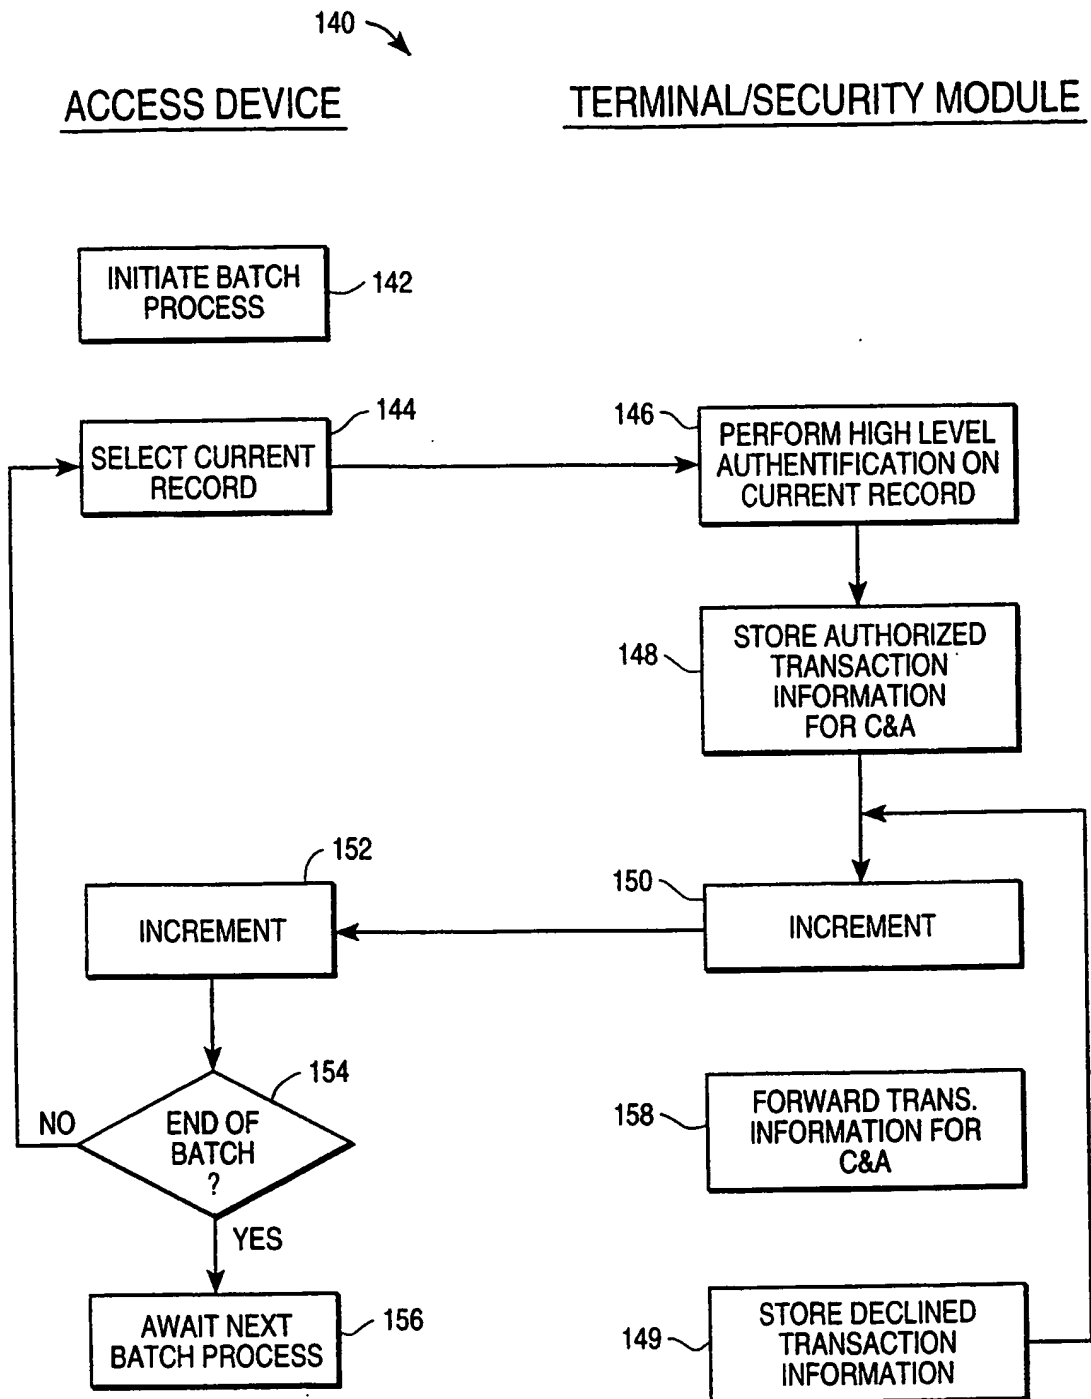 140
ACCESS DEVICE
TERMINAL/SECURITY MODULE
INITIATE BATCH
PROCESS
142
144
SELECT CURRENT
RECORD
146
PERFORM HIGH LEVEL
AUTHENTIFICATION ON
CURRENT RECORD
148
STORE AUTHORIZED
TRANSACTION
INFORMATION
FOR C&A
152
INCREMENT
150
INCREMENT
154
NO
END OF
BATCH
?
YES
158
FORWARD TRANS.
INFORMATION FOR
C&A
AWAIT NEXT
BATCH PROCESS
156
149
STORE DECLINED
TRANSACTION
INFORMATION